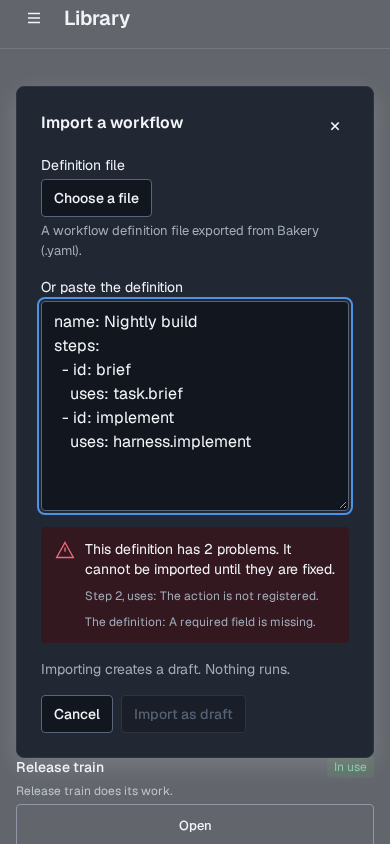 Library
Import a workflow
Definition file
Choose a file
A workflow definition file exported from Bakery
(.yaml).
Or paste the definition
name: Nightly build
steps:
  - id: brief
    uses: task.brief
  - id: implement
    uses: harness.implement
This definition has 2 problems. It
cannot be imported until they are fixed.
Step 2, uses: The action is not registered.
The definition: A required field is missing.
Importing creates a draft. Nothing runs.
Cancel
Import as draft
Release train
In use
Release train does its work.
Open